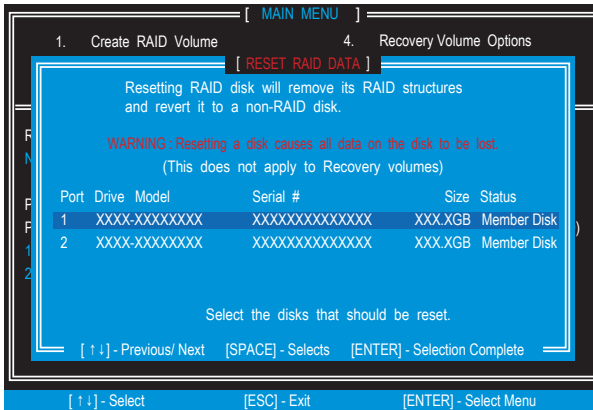 [ MAIN MENU ]
1. Create RAID Volume 4. Recovery Volume Options
[ RESET RAID DATA ]
Resetting RAID disk will remove its RAID structures
and revert it to a non-RAID disk.
WARNING : Resetting a disk causes all data on the disk to be lost.
(This does not apply to Recovery volumes)
Port Drive Model Serial # Size Status
1 XXXX-XXXXXXXX XXXXXXXXXXXXXX XXX.XGB Member Disk
2 XXXX-XXXXXXXX XXXXXXXXXXXXXX XXX.XGB Member Disk
)
1
2
Select the disks that should be reset.
[ ↑↓] - Previous/ Next [SPACE] - Selects [ENTER] - Selection Complete
[ ↑↓] - Select [ESC] - Exit [ENTER] - Select Menu